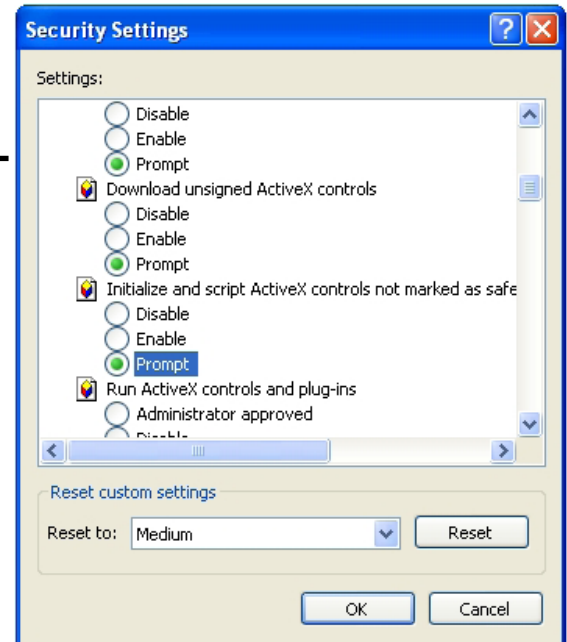 Security Settings
Settings:
Disable
Enable
Prompt
Download unsigned ActiveX controls
Disable
Enable
Prompt
Initialize and script ActiveX controls not marked as safe
Disable
Enable
Prompt
Run ActiveX controls and plug-ins
Administrator approved
Disable
Reset custom settings
Reset to: Medium Reset
OK Cancel